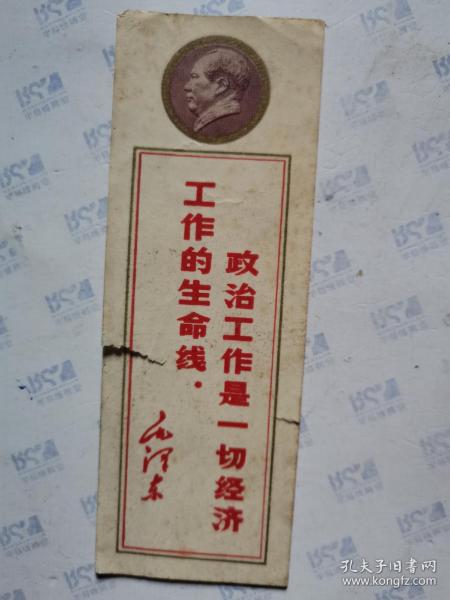 政治工作是一切经济
工作的生命线.
毛泽东
孔夫子旧书网
www.kongfz.com